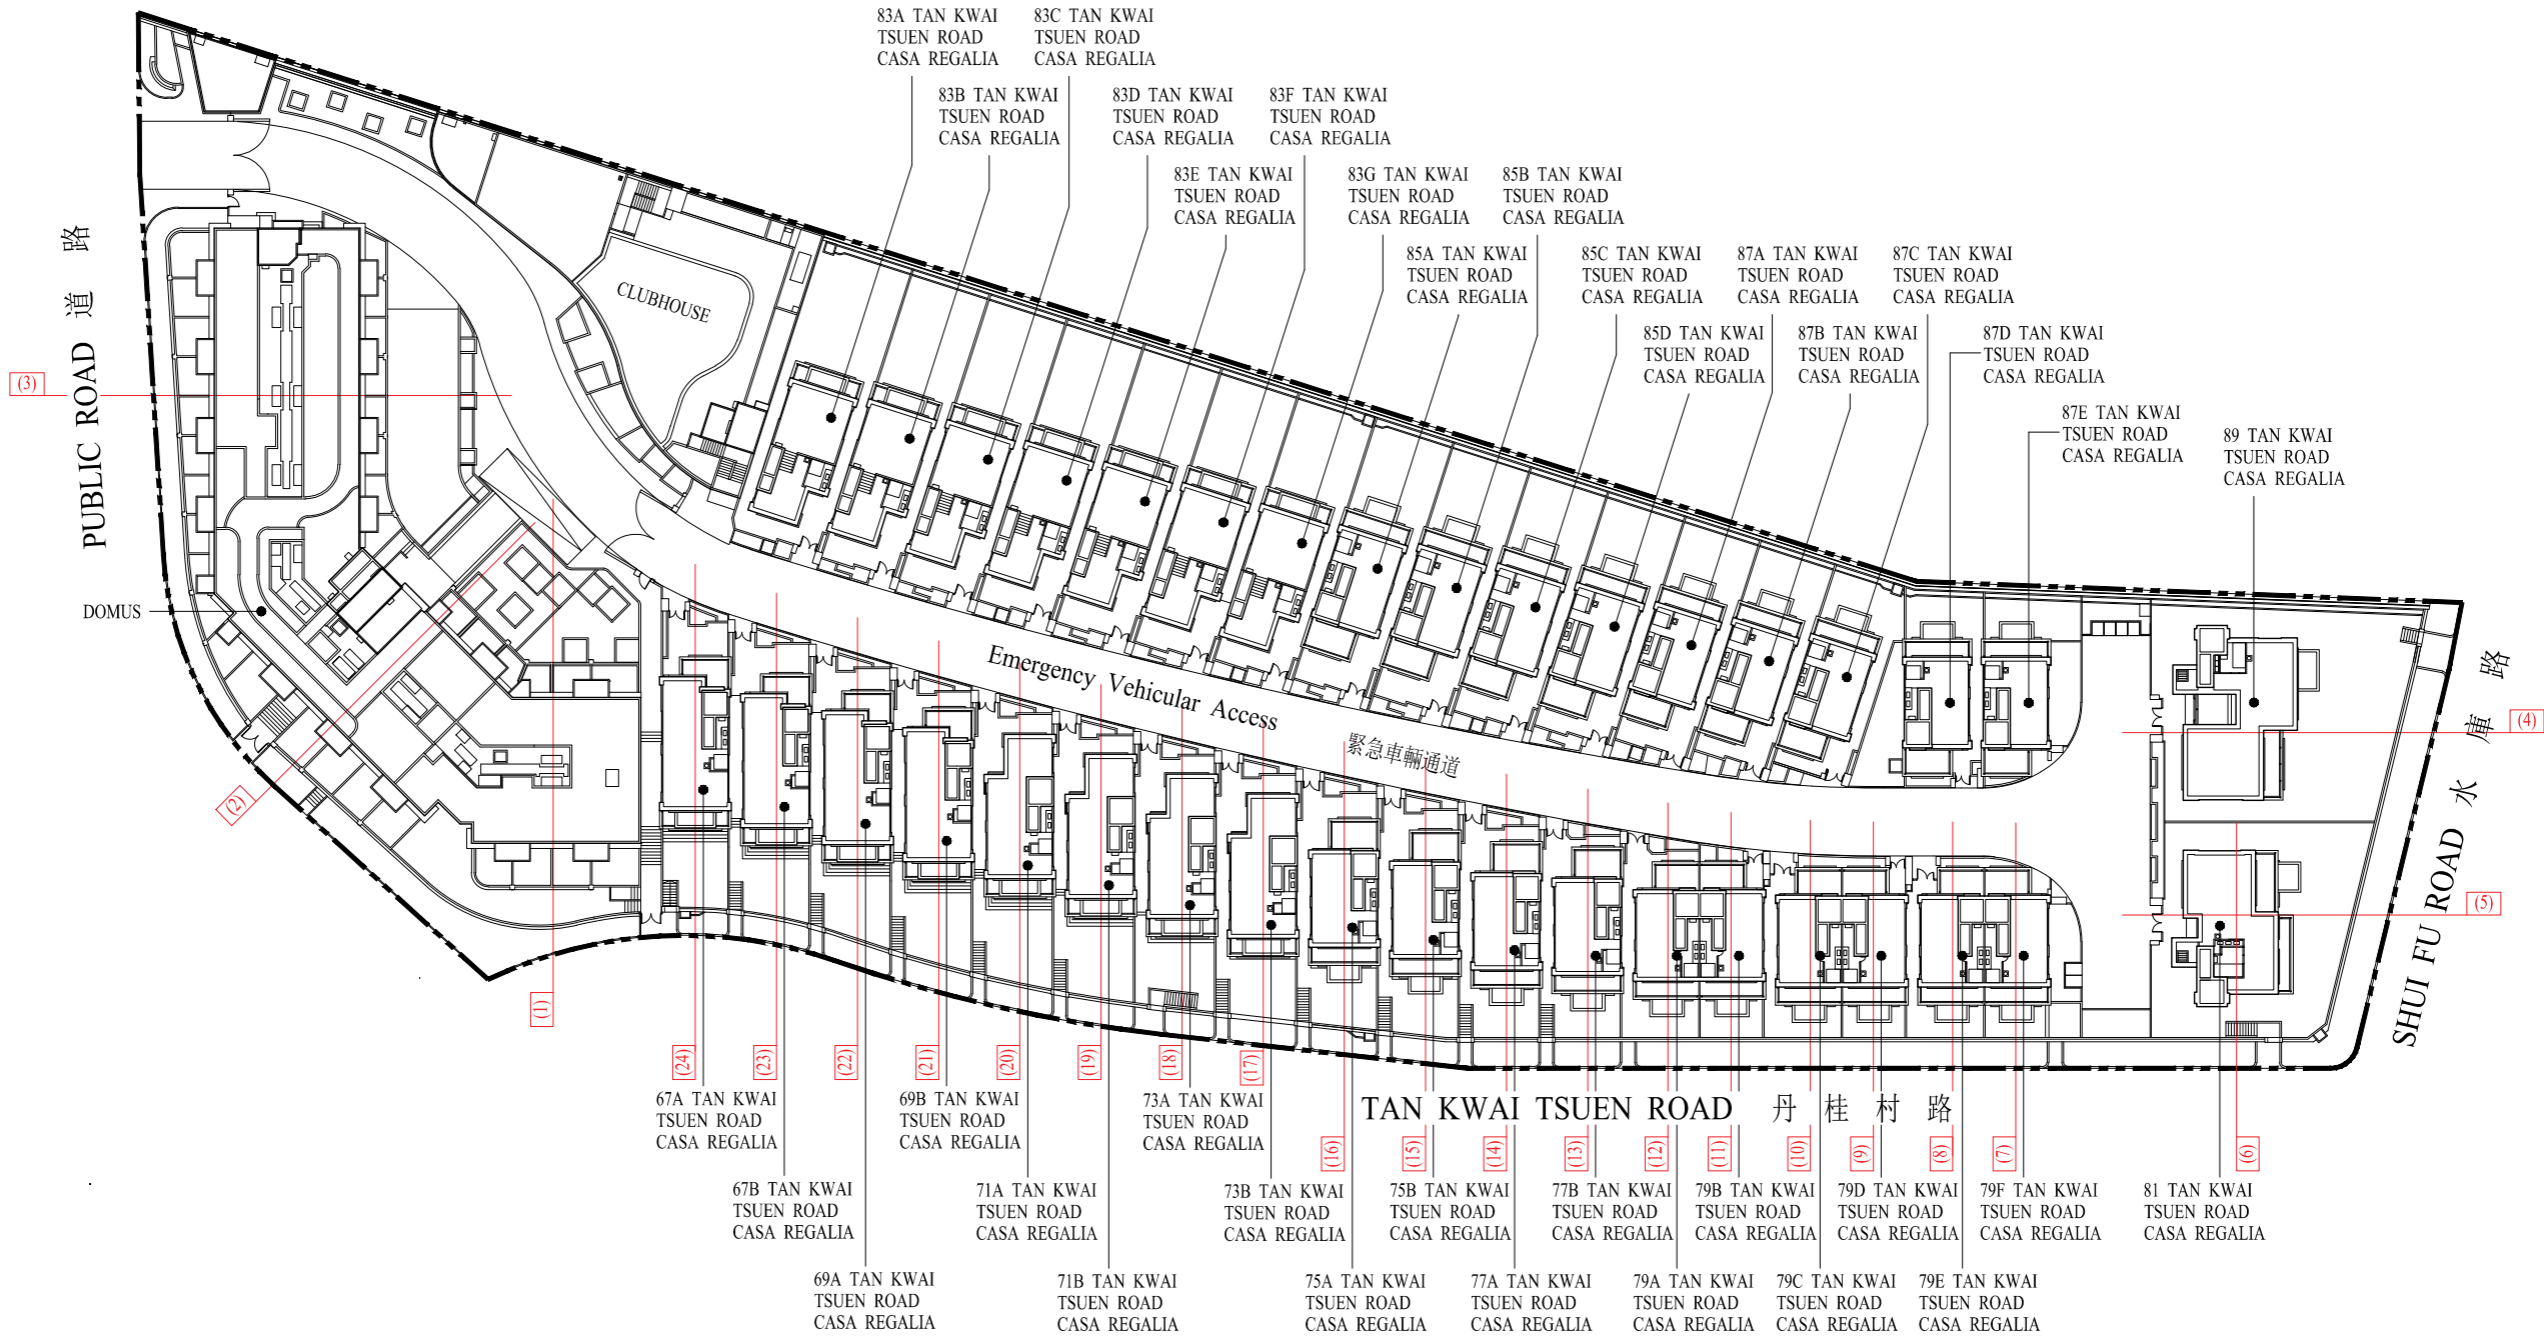 83A TAN KWAI
TSUEN ROAD
CASA REGALIA
83C TAN KWAI
TSUEN ROAD
CASA REGALIA
83B TAN KWAI
TSUEN ROAD
CASA REGALIA
83D TAN KWAI
TSUEN ROAD
CASA REGALIA
83F TAN KWAI
TSUEN ROAD
CASA REGALIA
83E TAN KWAI
TSUEN ROAD
CASA REGALIA
83G TAN KWAI
TSUEN ROAD
CASA REGALIA
85B TAN KWAI
TSUEN ROAD
CASA REGALIA
85A TAN KWAI
TSUEN ROAD
CASA REGALIA
85C TAN KWAI
TSUEN ROAD
CASA REGALIA
87A TAN KWAI
TSUEN ROAD
CASA REGALIA
87C TAN KWAI
TSUEN ROAD
CASA REGALIA
85D TAN KWAI
TSUEN ROAD
CASA REGALIA
87B TAN KWAI
TSUEN ROAD
CASA REGALIA
87D TAN KWAI
TSUEN ROAD
CASA REGALIA
87E TAN KWAI
TSUEN ROAD
CASA REGALIA
89 TAN KWAI
TSUEN ROAD
CASA REGALIA
PUBLIC ROAD 道路
(3)
CLUBHOUSE
DOMUS
(2)
Emergency Vehicular Access
緊急車輛通道
(4)
(5)
SHUI FU ROAD 水庫路
(1)
(24)
(23)
(22)
(21)
(20)
(19)
(18)
(17)
67A TAN KWAI
TSUEN ROAD
CASA REGALIA
69B TAN KWAI
TSUEN ROAD
CASA REGALIA
73A TAN KWAI
TSUEN ROAD
CASA REGALIA
TAN KWAI TSUEN ROAD 丹桂村路
(16)
(15)
(14)
(13)
(12)
(11)
(10)
(9)
(8)
(7)
(6)
67B TAN KWAI
TSUEN ROAD
CASA REGALIA
71A TAN KWAI
TSUEN ROAD
CASA REGALIA
73B TAN KWAI
TSUEN ROAD
CASA REGALIA
75B TAN KWAI
TSUEN ROAD
CASA REGALIA
77B TAN KWAI
TSUEN ROAD
CASA REGALIA
79B TAN KWAI
TSUEN ROAD
CASA REGALIA
79D TAN KWAI
TSUEN ROAD
CASA REGALIA
79F TAN KWAI
TSUEN ROAD
CASA REGALIA
81 TAN KWAI
TSUEN ROAD
CASA REGALIA
69A TAN KWAI
TSUEN ROAD
CASA REGALIA
71B TAN KWAI
TSUEN ROAD
CASA REGALIA
75A TAN KWAI
TSUEN ROAD
CASA REGALIA
77A TAN KWAI
TSUEN ROAD
CASA REGALIA
79A TAN KWAI
TSUEN ROAD
CASA REGALIA
79C TAN KWAI
TSUEN ROAD
CASA REGALIA
79E TAN KWAI
TSUEN ROAD
CASA REGALIA